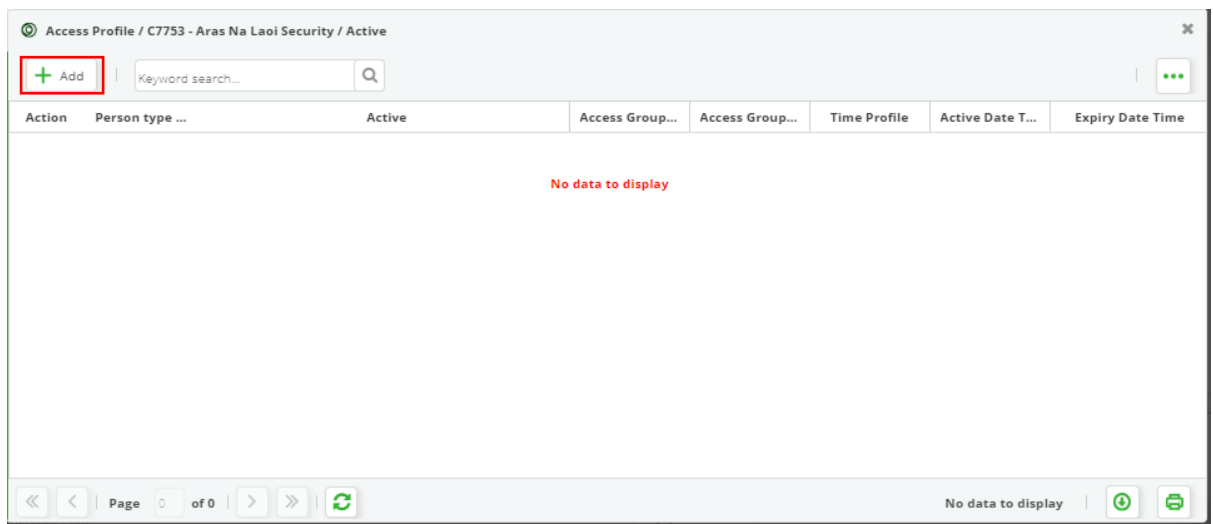 Access Profile / C7753 - Aras Na Laoi Security / Active
Add Keyword search...
Action Person type ... Active Access Group... Access Group... Time Profile Active Date T... Expiry Date Time
No data to display
Page 0 of 0 No data to display